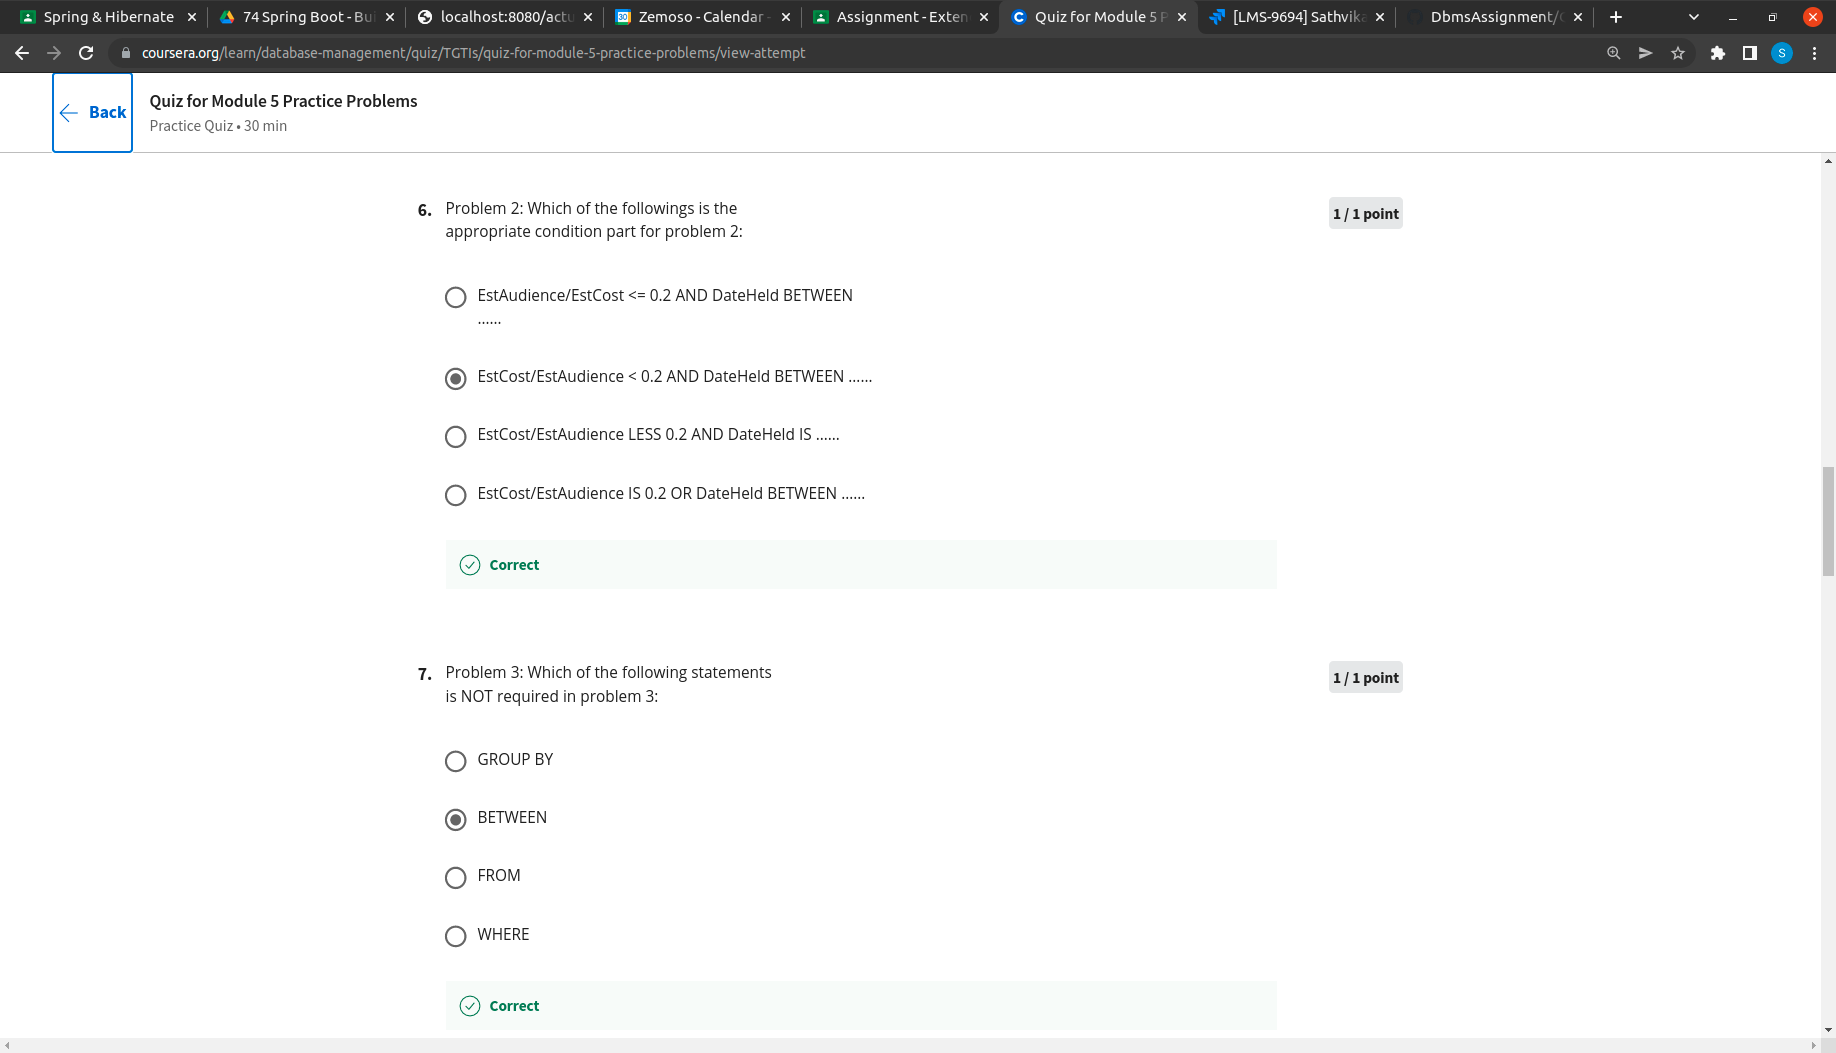 Spring & Hibernate
74 Spring Boot - Bui
localhost:8080/actu
Zemoso - Calendar -
Assignment - Exten
Quiz for Module 5 P
[LMS-9694] Sathvika
DbmsAssignment/
coursera.org/learn/database-management/quiz/TGTIs/quiz-for-module-5-practice-problems/view-attempt
S
Back
Quiz for Module 5 Practice Problems
Practice Quiz • 30 min
6. Problem 2: Which of the followings is the
appropriate condition part for problem 2:
1 / 1 point
EstAudience/EstCost <= 0.2 AND DateHeld BETWEEN
......
EstCost/EstAudience < 0.2 AND DateHeld BETWEEN ......
EstCost/EstAudience LESS 0.2 AND DateHeld IS ......
EstCost/EstAudience IS 0.2 OR DateHeld BETWEEN ......
Correct
7. Problem 3: Which of the following statements
is NOT required in problem 3:
1 / 1 point
GROUP BY
BETWEEN
FROM
WHERE
Correct